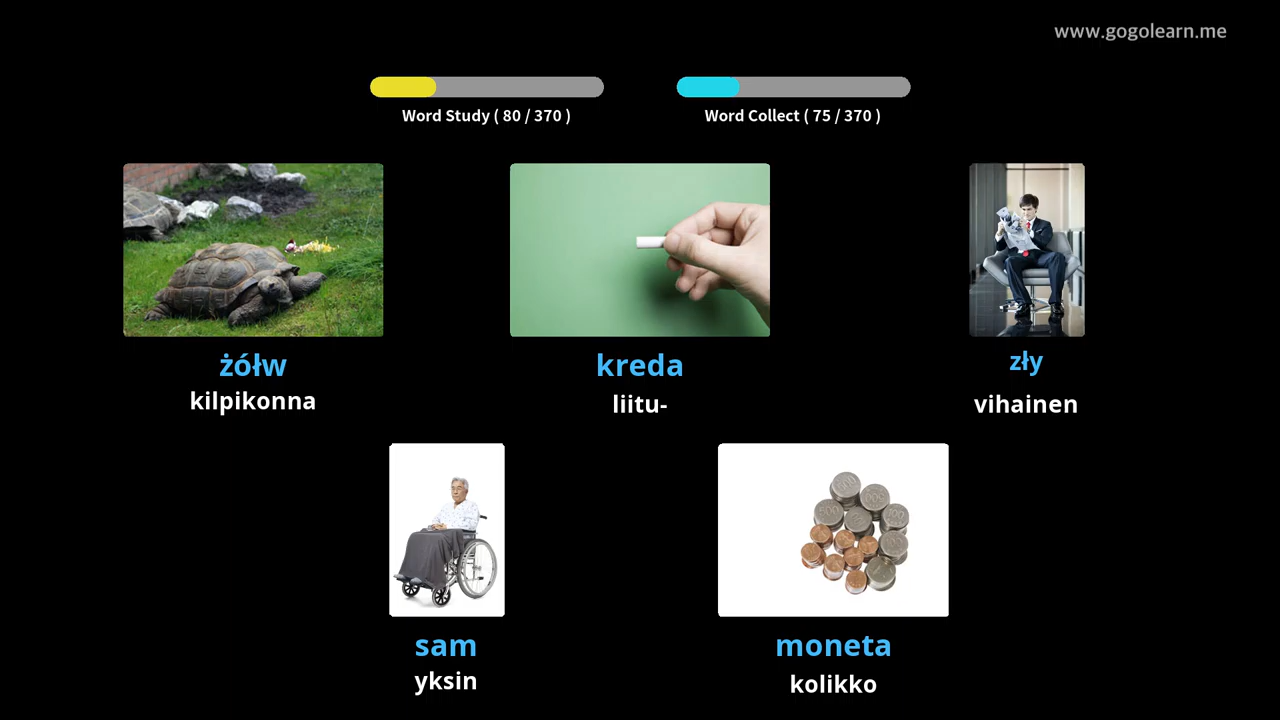 www.gogolearn.me
Word Study ( 80 / 370 )
Word Collect ( 75 / 370 )
żółw
kilpikonna
kreda
liitu-
zły
vihainen
sam
yksin
moneta
kolikko